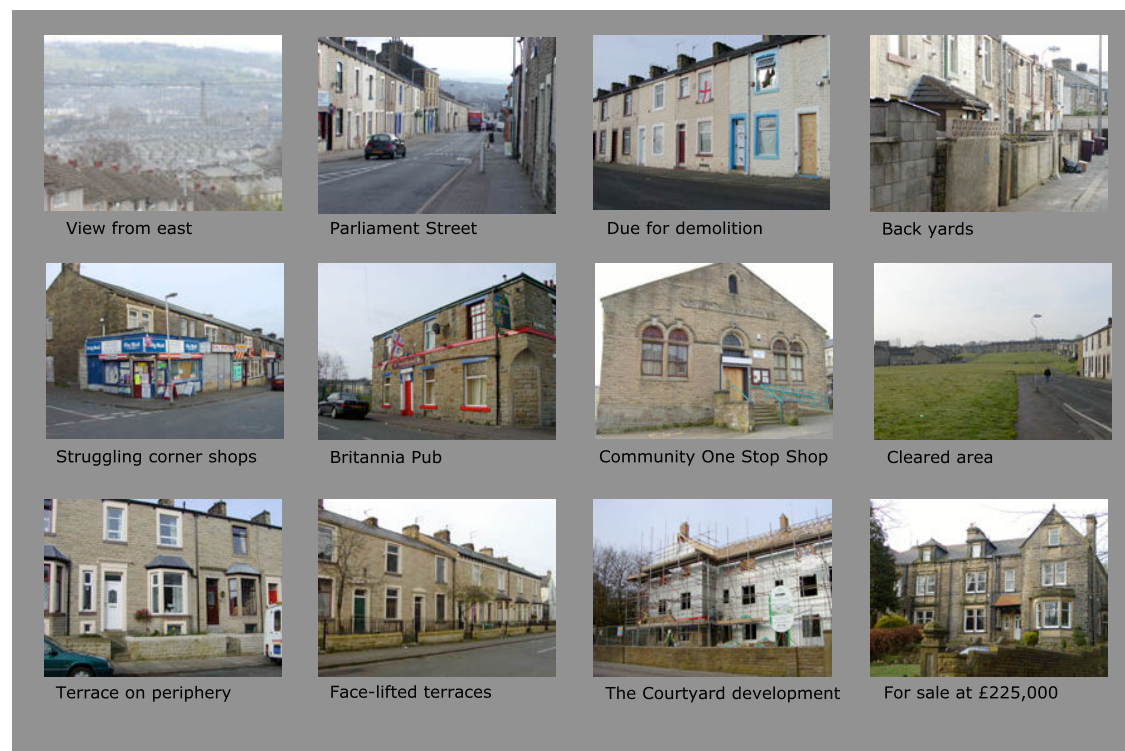 View from east
Parliament Street
Due for demolition
Back yards
Struggling corner shops
Britannia Pub
Community One Stop Shop
Cleared area
Terrace on periphery
Face-lifted terraces
The Courtyard development
For sale at £225,000